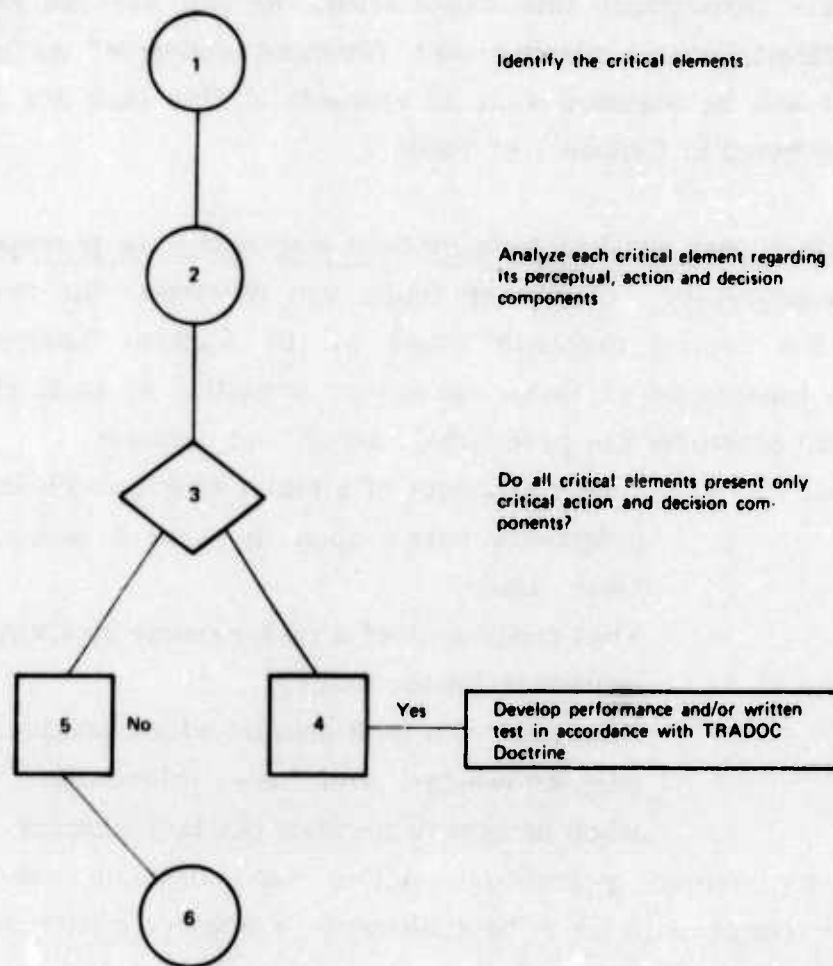 1
Identify the critical elements
2
Analyze each critical element regarding
its perceptual, action and decision
components
3
Do all critical elements present only
critical action and decision com-
ponents?
5
No
4
Yes
Develop performance and/or written
test in accordance with TRADOC
Doctrine
6